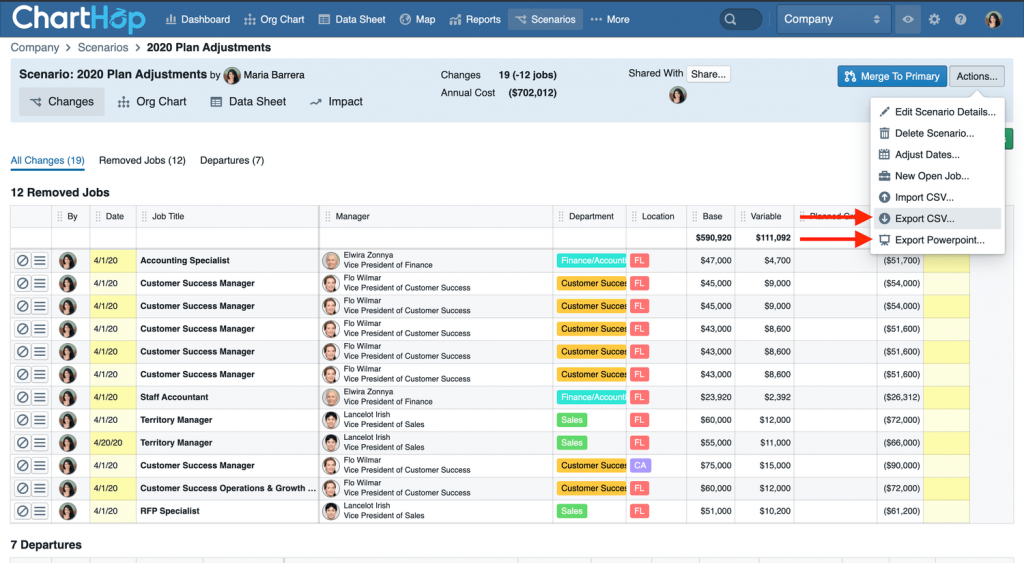 ChartHop Dashboard Org Chart Data Sheet Map Reports Scenarios More Company
Company > Scenarios > 2020 Plan Adjustments
Scenario: 2020 Plan Adjustments by Maria Barrera
Changes 19 (-12 jobs)
Annual Cost ($702,012)
Shared With Share...
Merge To Primary Actions...
Changes Org Chart Data Sheet Impact
Edit Scenario Details...
Delete Scenario...
Adjust Dates...
New Open Job...
Import CSV...
Export CSV...
Export Powerpoint...
All Changes (19) Removed Jobs (12) Departures (7)
12 Removed Jobs
By Date Job Title Manager Department Location Base Variable
$590,920 $111,092
4/1/20 Accounting Specialist Elwira Zonnya Finance/Account FL $47,000 $4,700 ($51,700)
Vice President of Finance
4/1/20 Customer Success Manager Flo Wilmar Customer Succes FL $45,000 $9,000 ($54,000)
Vice President of Customer Success
4/1/20 Customer Success Manager Flo Wilmar Customer Succes FL $45,000 $9,000 ($54,000)
Vice President of Customer Success
4/1/20 Customer Success Manager Flo Wilmar Customer Succes FL $43,000 $8,600 ($51,600)
Vice President of Customer Success
4/1/20 Customer Success Manager Flo Wilmar Customer Succes FL $43,000 $8,600 ($51,600)
Vice President of Customer Success
4/1/20 Customer Success Manager Flo Wilmar Customer Succes FL $43,000 $8,600 ($51,600)
Vice President of Customer Success
4/1/20 Staff Accountant Elwira Zonnya Finance/Account FL $23,920 $2,392 ($26,312)
Vice President of Finance
4/1/20 Territory Manager Lancelot Irish Sales FL $60,000 $12,000 ($72,000)
Vice President of Sales
4/20/20 Territory Manager Lancelot Irish Sales FL $55,000 $11,000 ($66,000)
Vice President of Sales
4/1/20 Customer Success Manager Flo Wilmar Customer Succes CA $75,000 $15,000 ($90,000)
Vice President of Customer Success
4/1/20 Customer Success Operations & Growth ... Flo Wilmar Customer Succes FL $60,000 $12,000 ($72,000)
Vice President of Customer Success
4/1/20 RFP Specialist Lancelot Irish Sales FL $51,000 $10,200 ($61,200)
Vice President of Sales
7 Departures